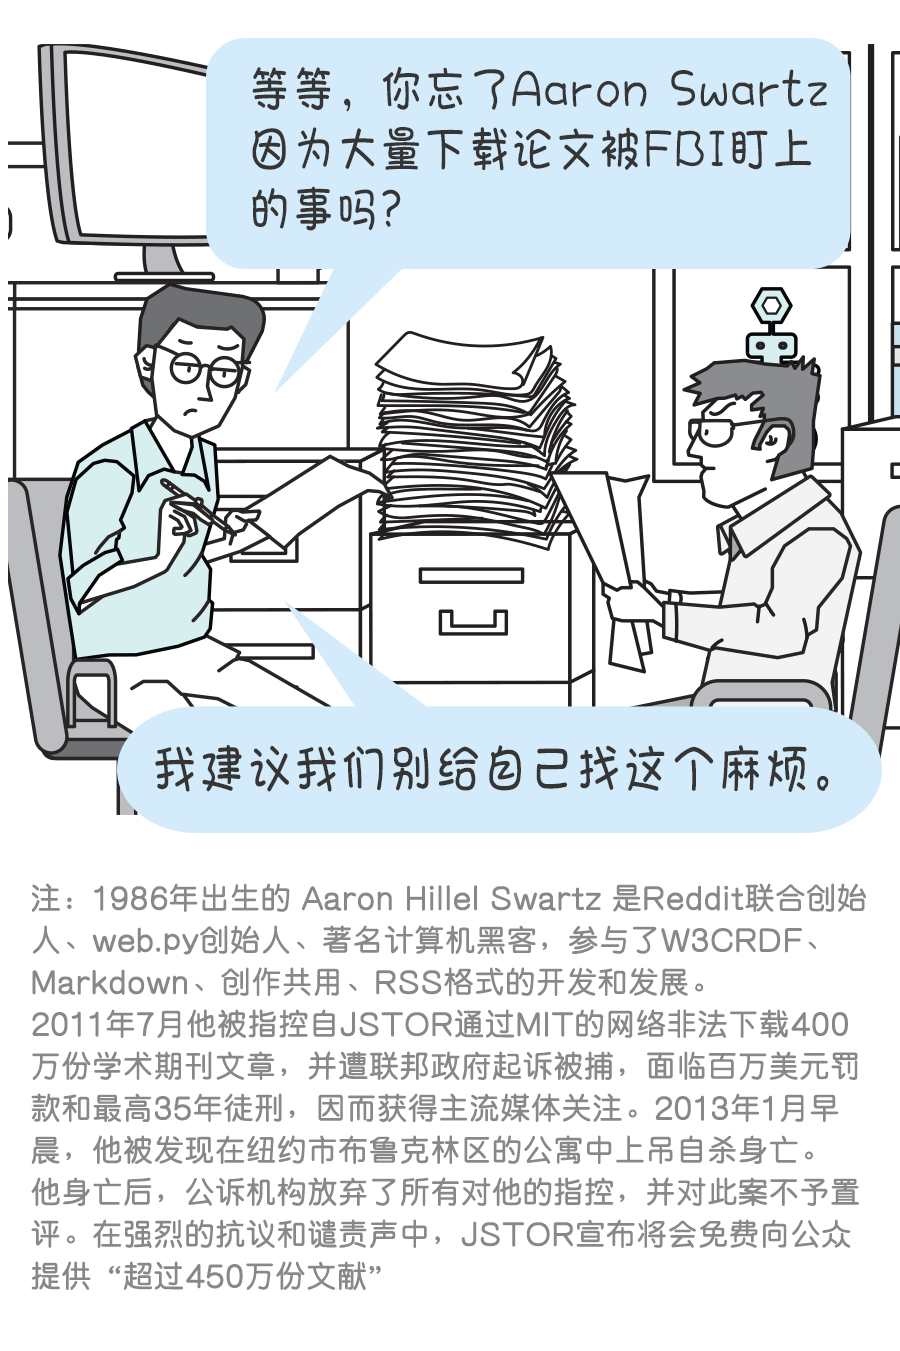 等等，你忘了Aaron Swartz
因为大量下载论文被FBI盯上
的事吗？
我建议我们别给自己找这个麻烦。
注：1986年出生的 Aaron Hillel Swartz 是Reddit联合创始
人、web.py创始人、著名计算机黑客，参与了W3CRDF、
Markdown、创作共用、RSS格式的开发和发展。
2011年7月他被指控自JSTOR通过MIT的网络非法下载400
万份学术期刊文章，并遭联邦政府起诉被捕，面临百万美元罚
款和最高35年徒刑，因而获得主流媒体关注。2013年1月早
晨，他被发现在纽约市布鲁克林区的公寓中上吊自杀身亡。
他身亡后，公诉机构放弃了所有对他的指控，并对此案不予置
评。在强烈的抗议和谴责声中，JSTOR宣布将会免费向公众
提供“超过450万份文献”